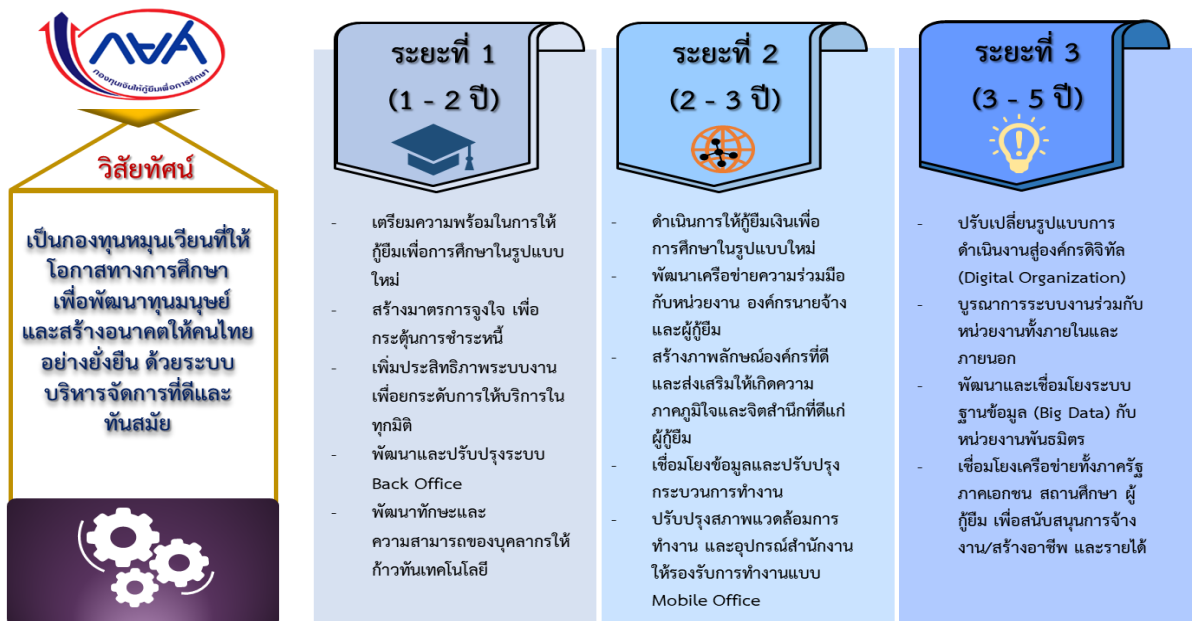 กยศ
กองทุนเงินให้กู้ยืมเพื่อการศึกษา
วิสัยทัศน์
เป็นกองทุนหมุนเวียนที่ให้
โอกาสทางการศึกษา
เพื่อพัฒนาทุนมนุษย์
และสร้างอนาคตให้คนไทย
อย่างยั่งยืน ด้วยระบบ
บริหารจัดการที่ดีและ
ทันสมัย
ระยะที่ 1
(1 - 2 ปี)
- เตรียมความพร้อมในการให้
กู้ยืมเพื่อการศึกษาในรูปแบบ
ใหม่
- สร้างมาตรการจูงใจ เพื่อ
กระตุ้นการชำระหนี้
- เพิ่มประสิทธิภาพระบบงาน
เพื่อยกระดับการให้บริการใน
ทุกมิติ
- พัฒนาและปรับปรุงระบบ
Back Office
- พัฒนาทักษะและ
ความสามารถของบุคลากรให้
ก้าวทันเทคโนโลยี
ระยะที่ 2
(2 - 3 ปี)
- ดำเนินการให้กู้ยืมเงินเพื่อ
การศึกษาในรูปแบบใหม่
- พัฒนาเครือข่ายความร่วมมือ
กับหน่วยงาน องค์กรนายจ้าง
และผู้กู้ยืม
- สร้างภาพลักษณ์องค์กรที่ดี
และส่งเสริมให้เกิดความ
ภาคภูมิใจและจิตสำนึกที่ดีแก่
ผู้กู้ยืม
- เชื่อมโยงข้อมูลและปรับปรุง
กระบวนการทำงาน
- ปรับปรุงสภาพแวดล้อมการ
ทำงาน และอุปกรณ์สำนักงาน
ให้รองรับการทำงานแบบ
Mobile Office
ระยะที่ 3
(3 - 5 ปี)
- ปรับเปลี่ยนรูปแบบการ
ดำเนินงานสู่องค์กรดิจิทัล
(Digital Organization)
- บูรณาการระบบงานร่วมกับ
หน่วยงานทั้งภายในและ
ภายนอก
- พัฒนาและเชื่อมโยงระบบ
ฐานข้อมูล (Big Data) กับ
หน่วยงานพันธมิตร
- เชื่อมโยงเครือข่ายทั้งภาครัฐ
ภาคเอกชน สถานศึกษา ผู้
กู้ยืม เพื่อสนับสนุนการจ้าง
งาน/สร้างอาชีพ และรายได้